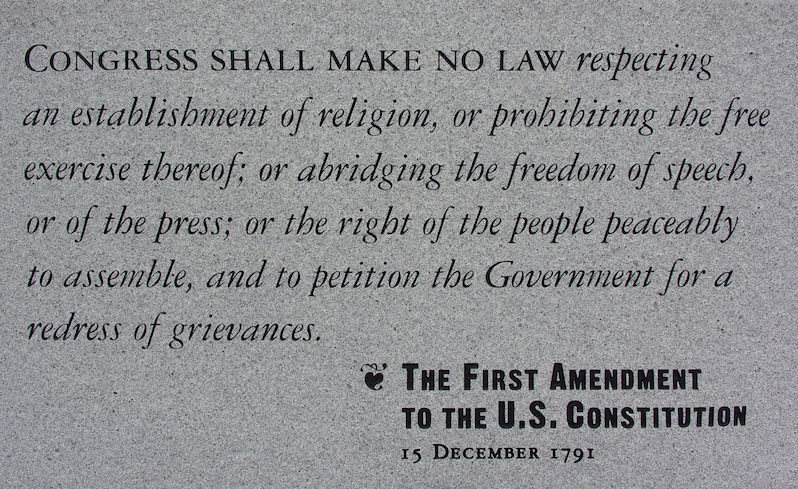 CONGRESS SHALL MAKE NO LAW respecting
an establishment of religion, or prohibiting the free
exercise thereof; or abridging the freedom of speech,
or of the press; or the right of the people peaceably
to assemble, and to petition the Government for a
redress of grievances.
❦ THE FIRST AMENDMENT
TO THE U.S. CONSTITUTION
15 DECEMBER 1791